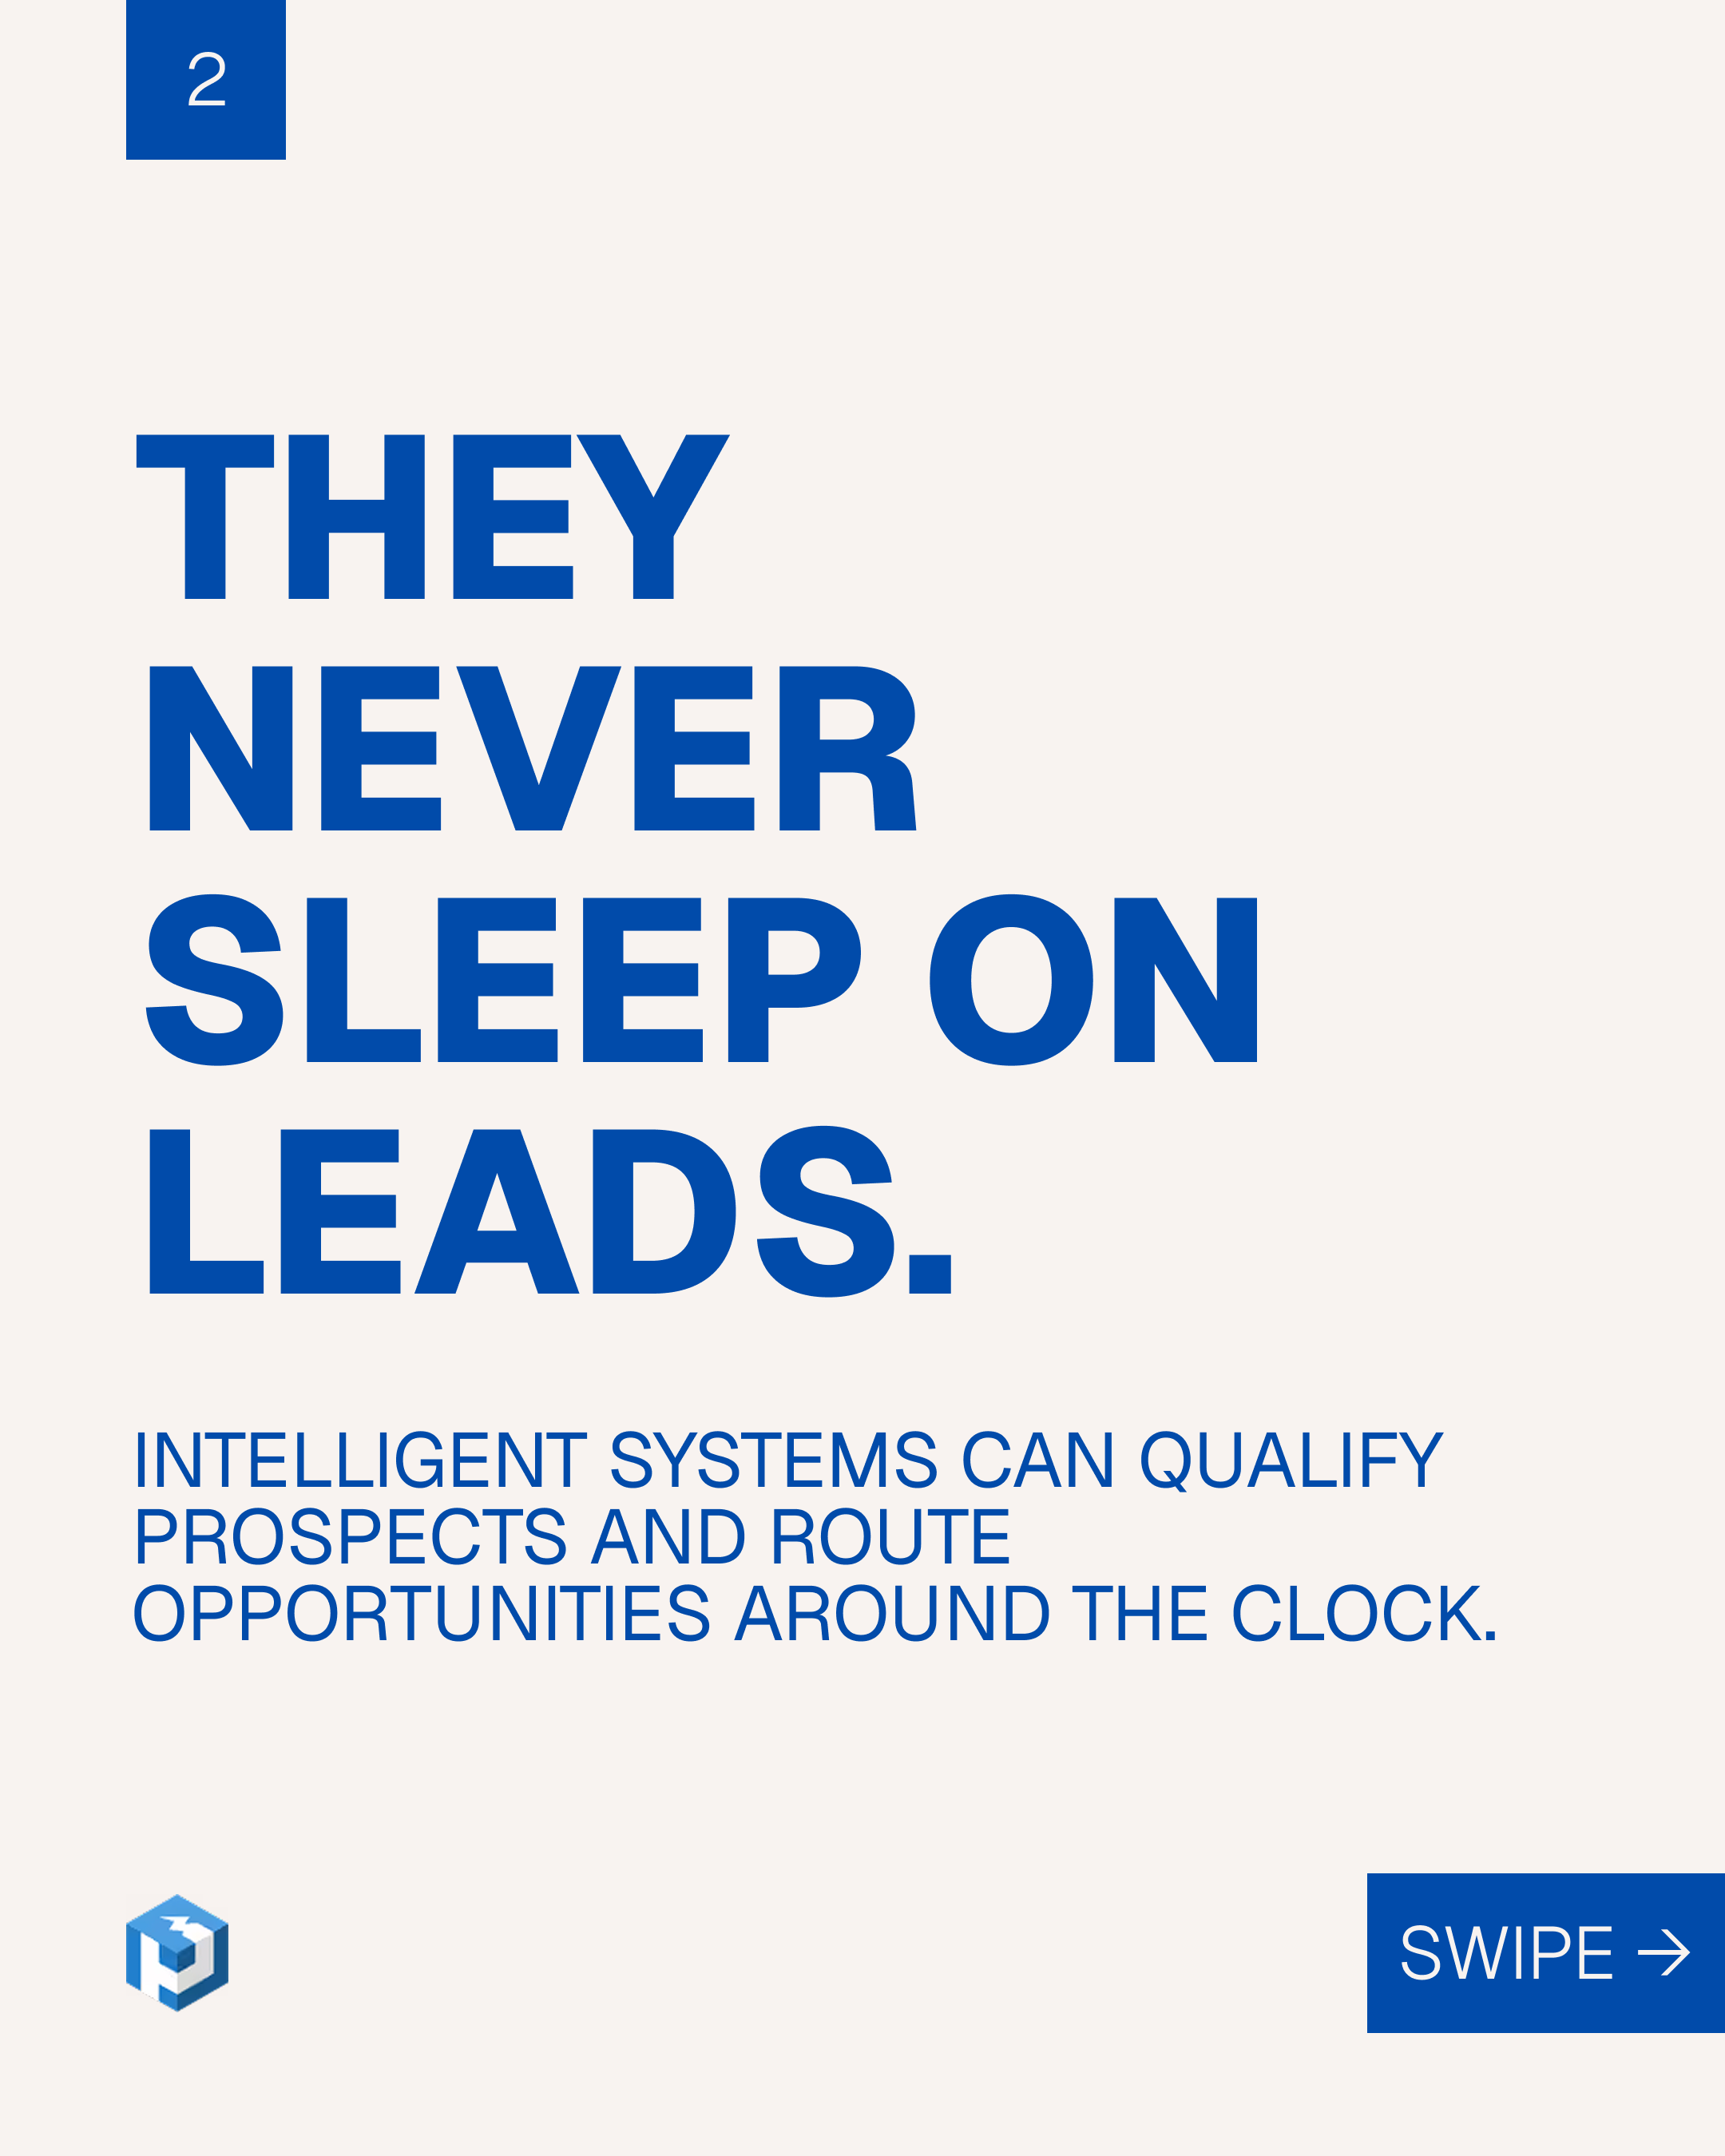 2
THEY
NEVER
SLEEP ON
LEADS.
INTELLIGENT SYSTEMS CAN QUALIFY
PROSPECTS AND ROUTE
OPPORTUNITIES AROUND THE CLOCK.
SWIPE →